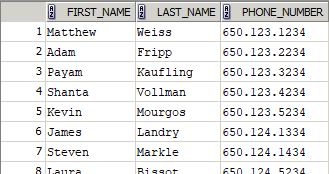 FIRST_NAME LAST_NAME PHONE_NUMBER
1 Matthew Weiss 650.123.1234
2 Adam Fripp 650.123.2234
3 Payam Kaufling 650.123.3234
4 Shanta Vollman 650.123.4234
5 Kevin Mourgos 650.123.5234
6 James Landry 650.124.1334
7 Steven Markle 650.124.1434
8 Laura Bissot 650.124.5234